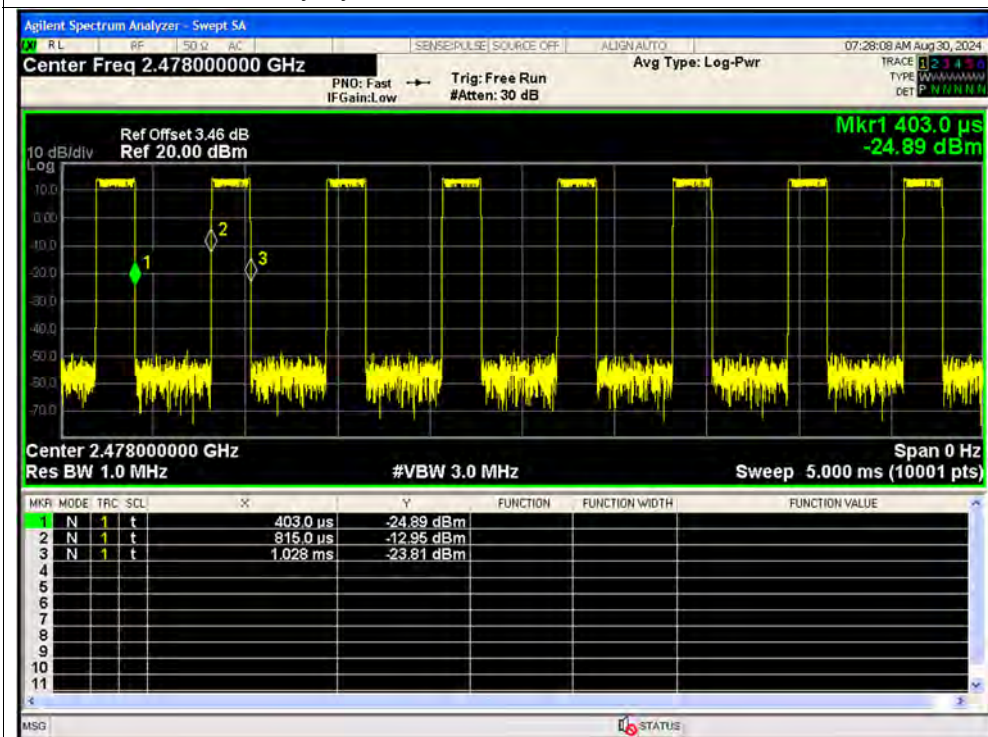 Agilent Spectrum Analyzer - Swept SA
RL RF 50 Ω AC SENSE:PULSE SOURCE OFF ALIGN AUTO 07:28:08 AM Aug 30, 2024
Center Freq 2.478000000 GHz
PNO: Fast
IFGain:Low
Trig: Free Run
#Atten: 30 dB
Avg Type: Log-Pwr
TRACE 1 2 3 4 5 6
TYPE W
DET P N N N N N
Mkr1 403.0 µs
-24.89 dBm
Ref Offset 3.46 dB
10 dB/div Ref 20.00 dBm
Log
10.0
0.00
-10.0
-20.0
-30.0
-40.0
-50.0
-60.0
-70.0
1
2
3
Center 2.478000000 GHz Span 0 Hz
Res BW 1.0 MHz #VBW 3.0 MHz Sweep 5.000 ms (10001 pts)
MKR MODE TRC SCL X Y FUNCTION FUNCTION WIDTH FUNCTION VALUE
1 N 1 t 403.0 µs -24.89 dBm
2 N 1 t 815.0 µs -12.95 dBm
3 N 1 t 1.028 ms -23.81 dBm
4
5
6
7
8
9
10
11
MSG STATUS